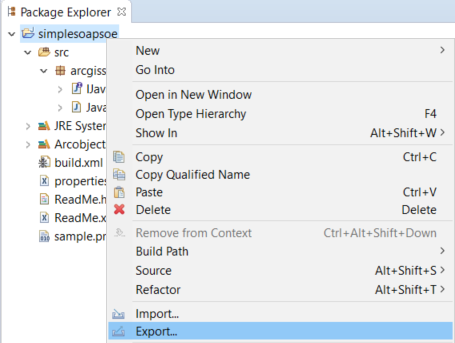 Package Explorer
simplesoapsoe
src
arcgiss
IJava
Java
JRE System
Arcobject
build.xml
properties
ReadMe.h
ReadMe.x
sample.pr
New
Go Into
Open in New Window
Open Type Hierarchy F4
Show In Alt+Shift+W
Copy Ctrl+C
Copy Qualified Name
Paste Ctrl+V
Delete Delete
Remove from Context Ctrl+Alt+Shift+Down
Build Path
Source Alt+Shift+S
Refactor Alt+Shift+T
Import...
Export...